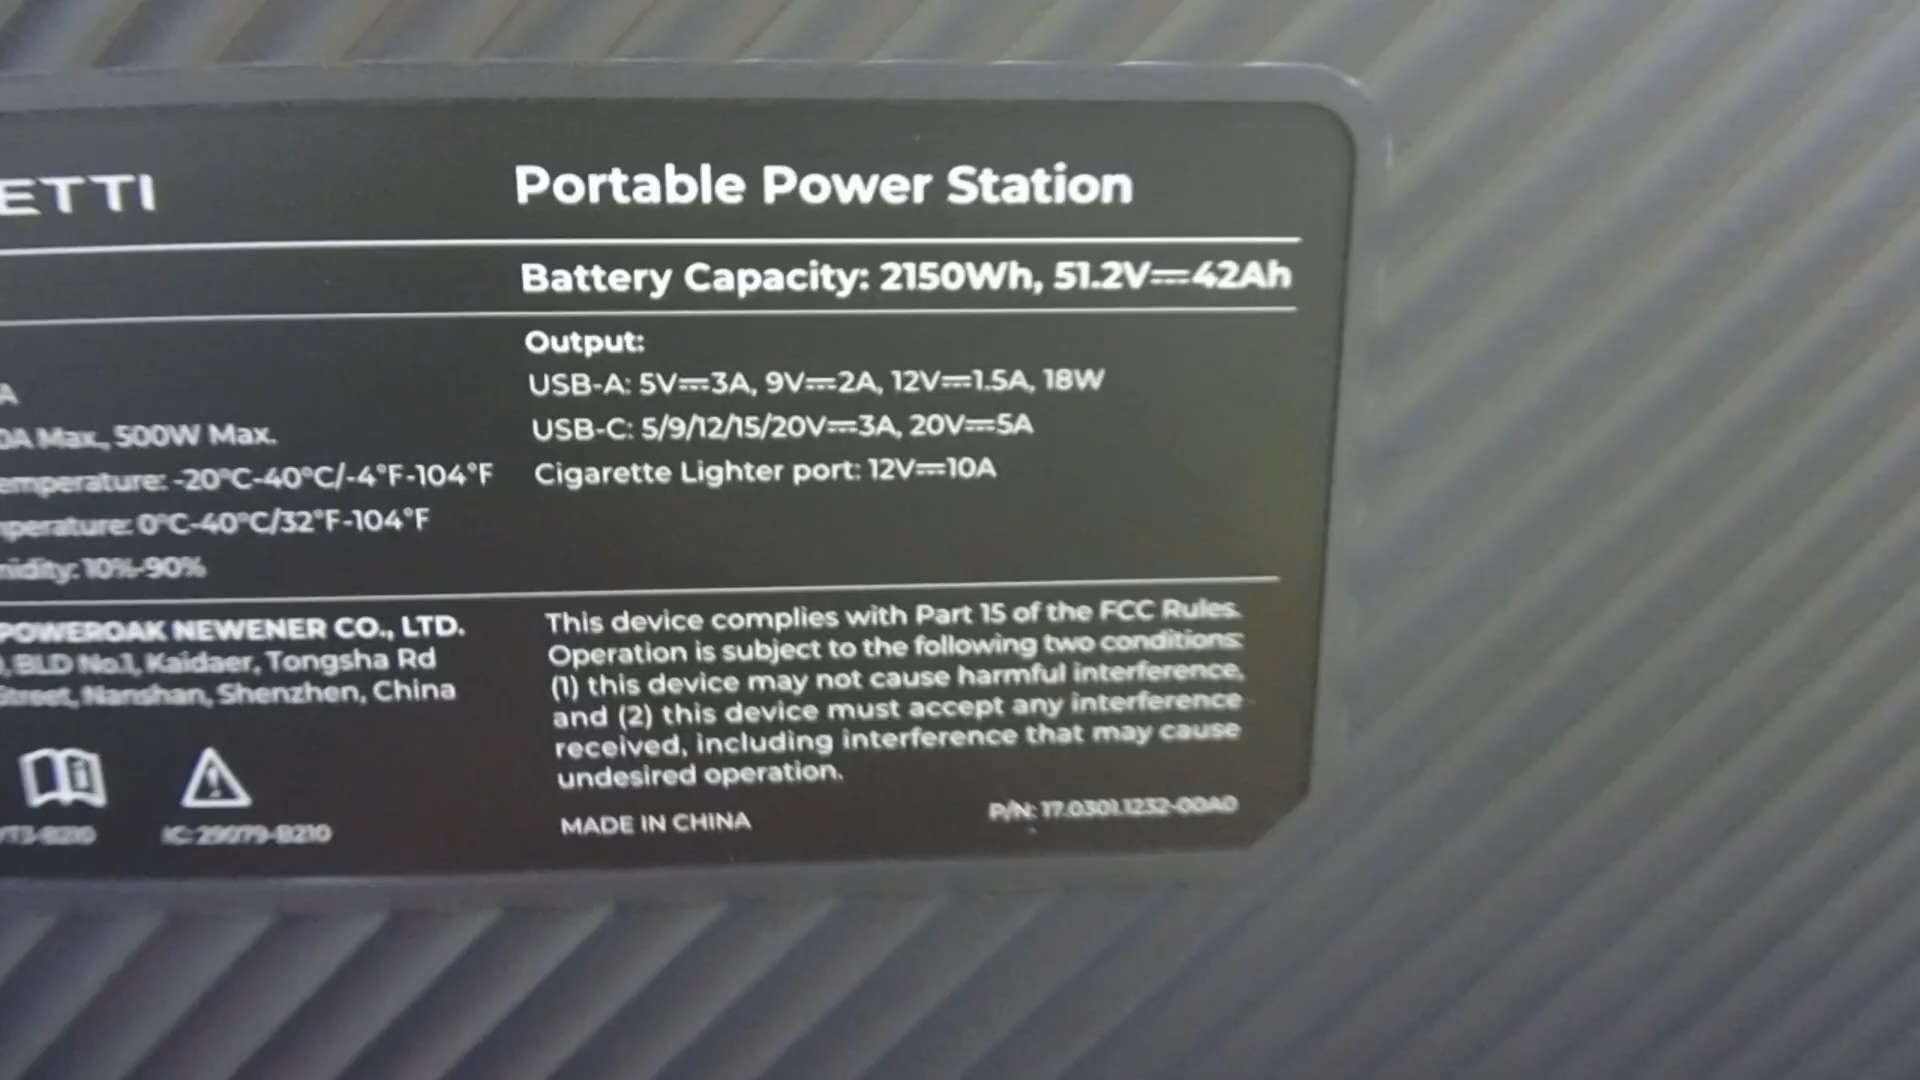 ETTI
Portable Power Station
Battery Capacity: 2150Wh, 51.2V⎓42Ah
A
0A Max., 500W Max.
emperature: -20°C-40°C/-4°F-104°F
perature: 0°C-40°C/32°F-104°F
midity: 10%-90%
Output:
USB-A: 5V⎓3A, 9V⎓2A, 12V⎓1.5A, 18W
USB-C: 5/9/12/15/20V⎓3A, 20V⎓5A
Cigarette Lighter port: 12V⎓10A
POWEROAK NEWENER CO., LTD.
, BLD No.1, Kaidaer, Tongsha Rd
Street, Nanshan, Shenzhen, China
IC: 29079-B210
This device complies with Part 15 of the FCC Rules.
Operation is subject to the following two conditions:
(1) this device may not cause harmful interference,
and (2) this device must accept any interference
received, including interference that may cause
undesired operation.
MADE IN CHINA
P/N: 17.0301.1232-00A0